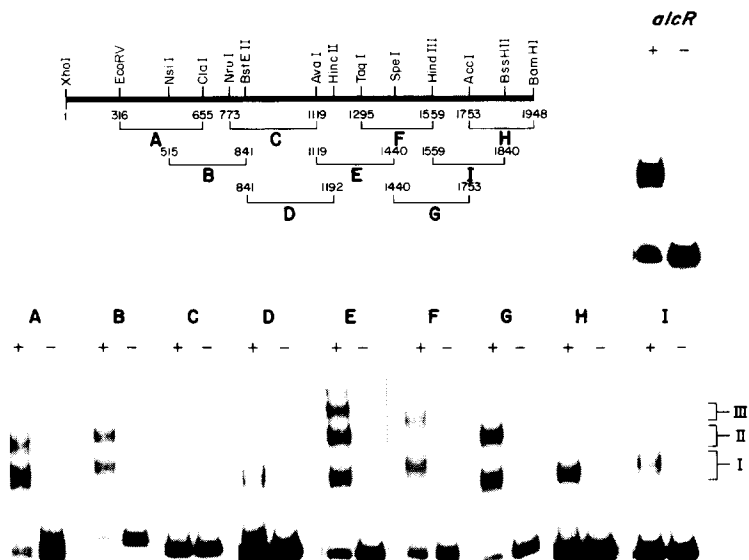 alcR
+ −
XhoI EcoRV NsiI ClaI NruI BstEII AvaI HincII TaqI SpeI HindIII AccI BssHII BamHI
1 316 655 773 1119 1295 1559 1753 1948
A C F H
515 841 1119 1440 1559 1840
B E I
841 1192 1440 1753
D G
A B C D E F G H I
+ − + − + − + − + − + − + − + − + −
III
II
I